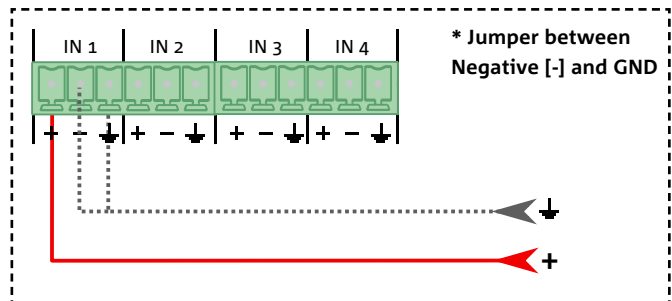 IN 1 IN 2 IN 3 IN 4
* Jumper between
Negative [-] and GND
+ − + − + − + −
+